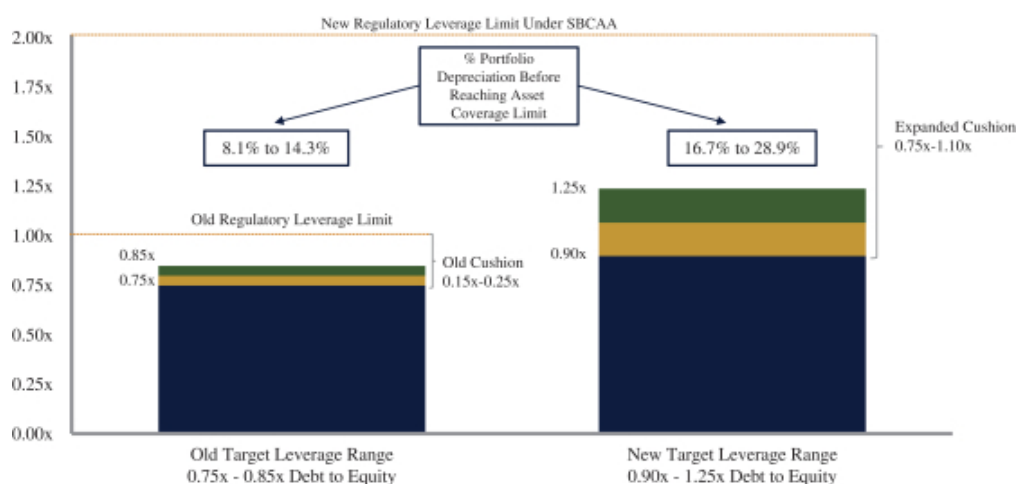 New Regulatory Leverage Limit Under SBCAA
2.00x
1.75x
1.50x
1.25x
1.00x
0.75x
0.50x
0.25x
0.00x
% Portfolio
Depreciation Before
Reaching Asset
Coverage Limit
8.1% to 14.3%
16.7% to 28.9%
Expanded Cushion
0.75x-1.10x
Old Regulatory Leverage Limit
0.85x
0.75x
Old Cushion
0.15x-0.25x
1.25x
0.90x
Old Target Leverage Range
0.75x - 0.85x Debt to Equity
New Target Leverage Range
0.90x - 1.25x Debt to Equity